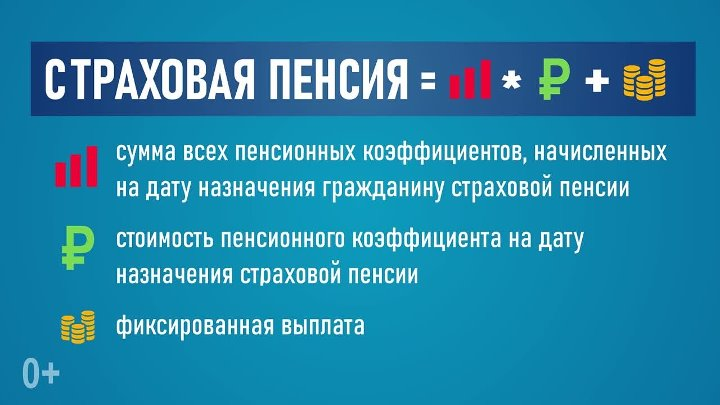 СТРАХОВАЯ ПЕНСИЯ = * ₽ +
сумма всех пенсионных коэффициентов, начисленных
на дату назначения гражданину страховой пенсии
₽ стоимость пенсионного коэффициента на дату
назначения страховой пенсии
фиксированная выплата
0+